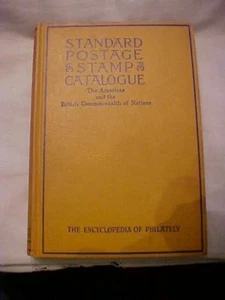 STANDARD
POSTAGE
STAMP
CATALOGUE
The Americas
and the
British Commonwealth of Nations
THE ENCYCLOPEDIA OF PHILATELY